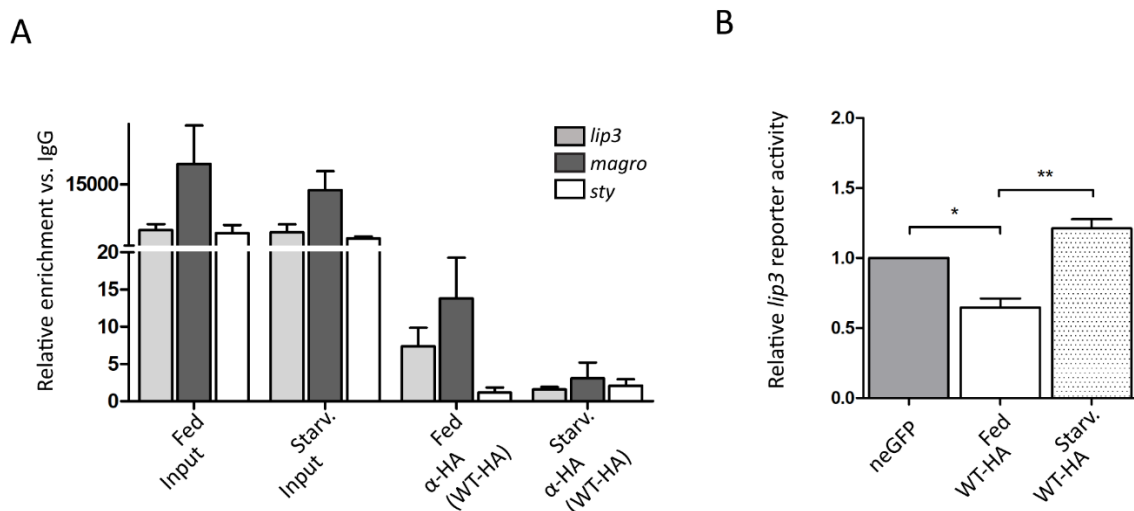 A
Relative enrichment vs. IgG
15000
20
15
10
5
0
lip3
magro
sty
Fed
Input
Starv.
Input
Fed
α-HA
(WT-HA)
Starv.
α-HA
(WT-HA)
B
Relative lip3 reporter activity
2.0
1.5
1.0
0.5
0.0
*
**
neGFP
Fed
WT-HA
Starv.
WT-HA